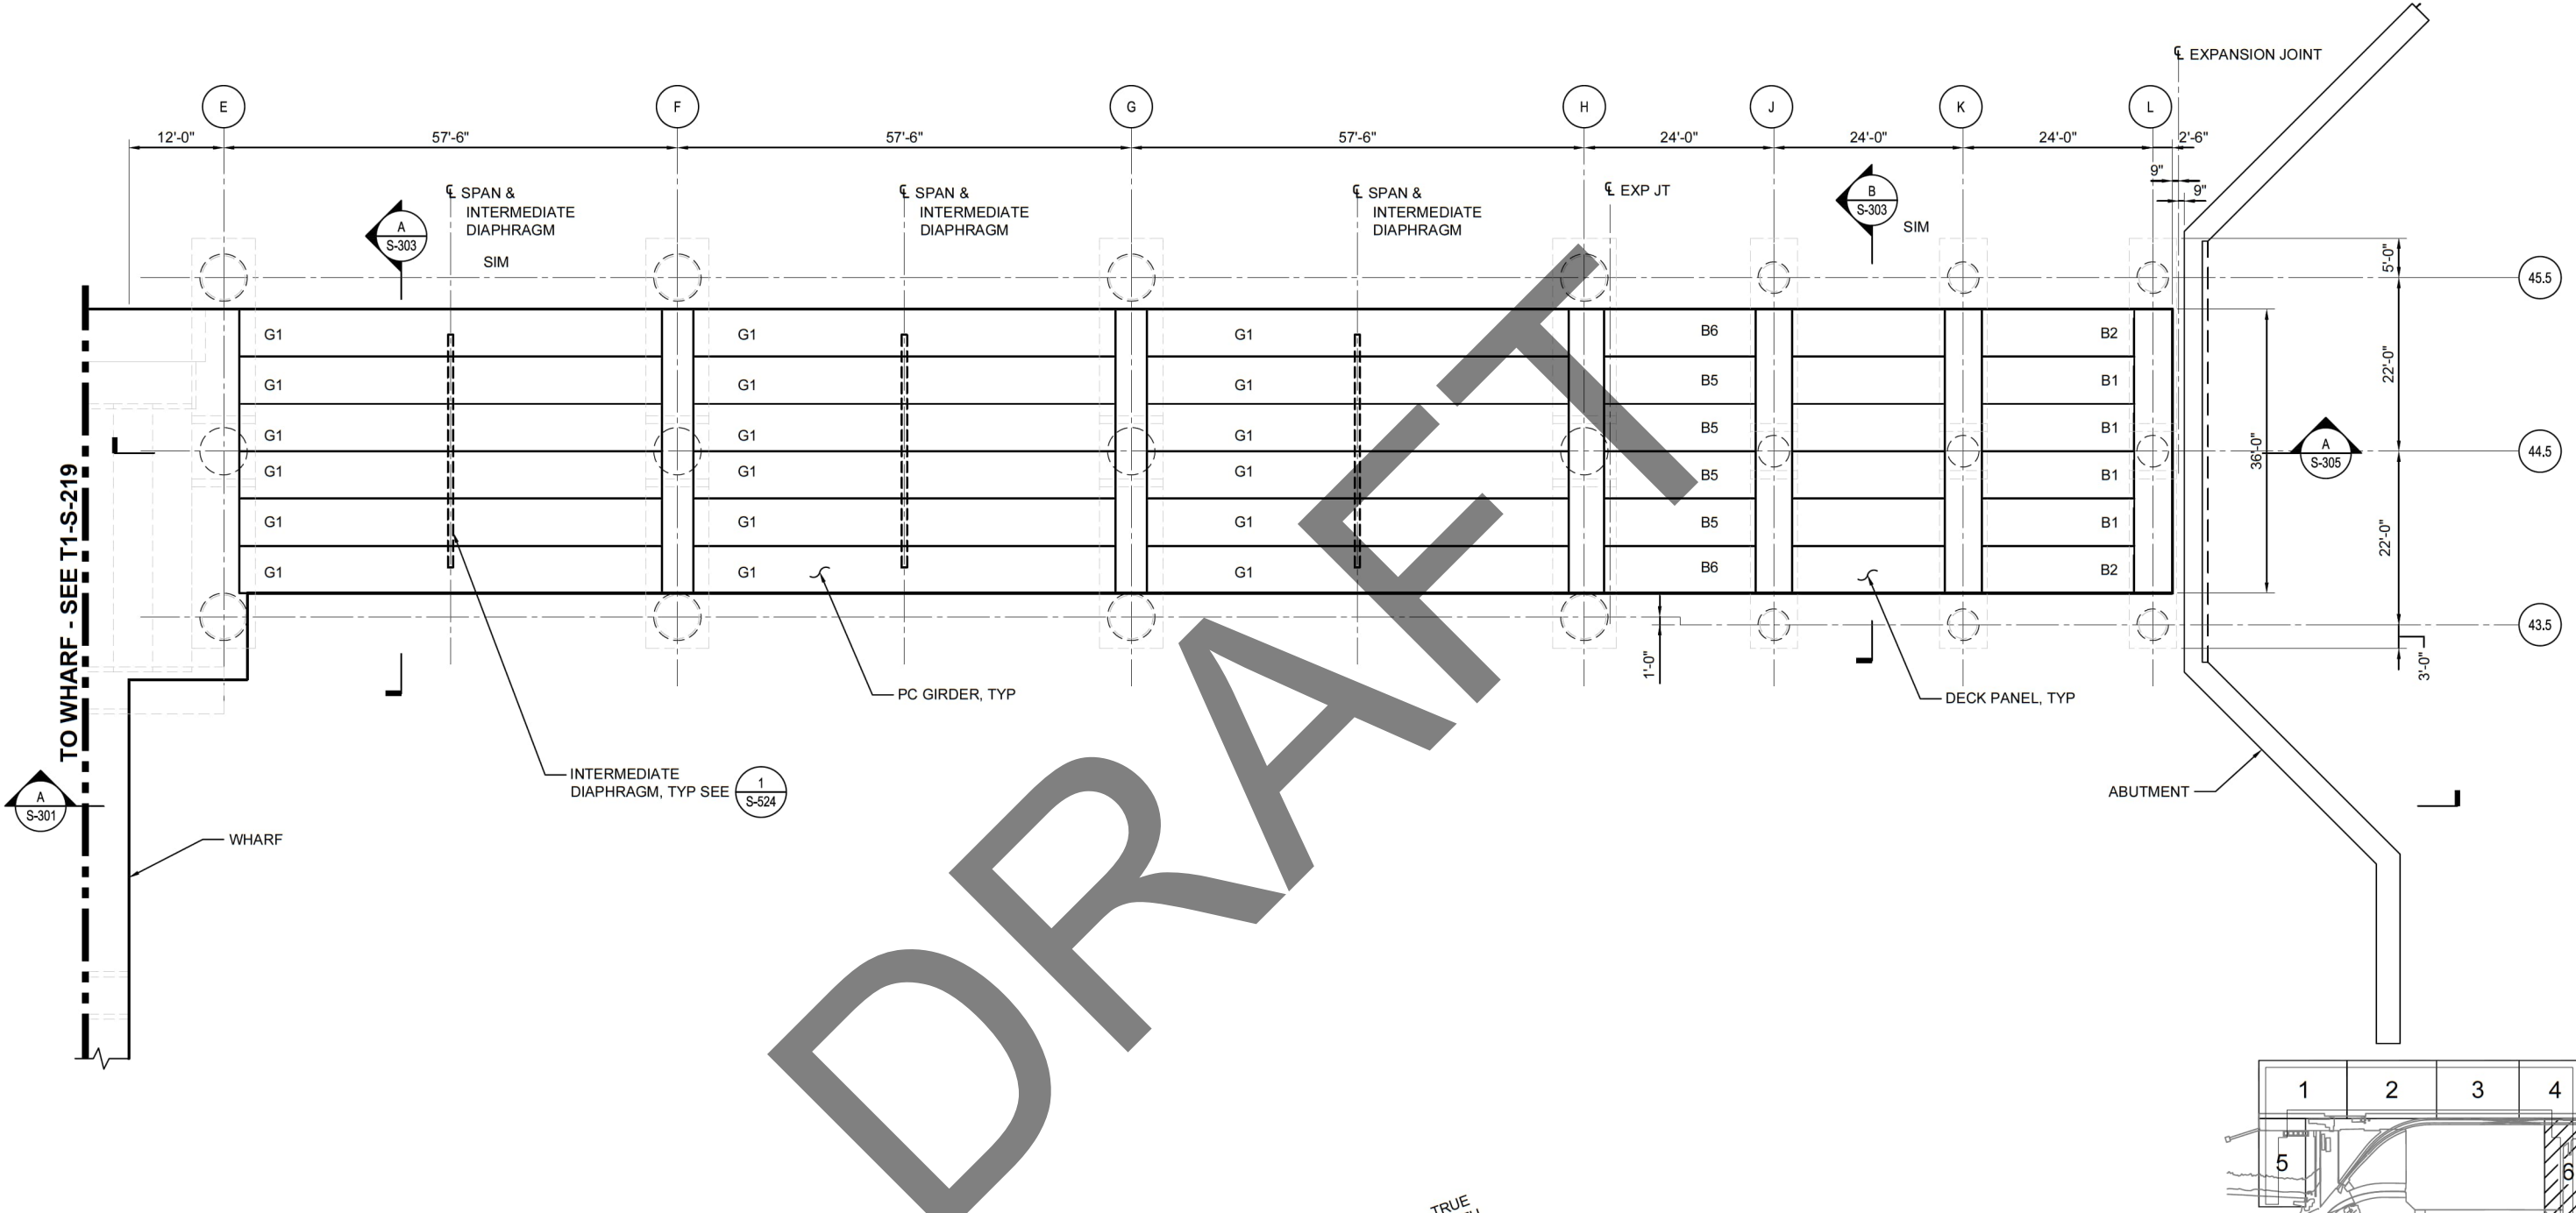 ℄ EXPANSION JOINT
E
F
G
H
J
K
L
12'-0"
57'-6"
57'-6"
57'-6"
24'-0"
24'-0"
24'-0"
2'-6"
9"
9"
℄ SPAN &
INTERMEDIATE
DIAPHRAGM
℄ SPAN &
INTERMEDIATE
DIAPHRAGM
℄ SPAN &
INTERMEDIATE
DIAPHRAGM
℄ EXP JT
A
S-303
SIM
B
S-303
SIM
5'-0"
45.5
G1
G1
G1
B6
B2
G1
G1
G1
B5
B1
22'-0"
G1
G1
G1
B5
B1
36'-0"
A
S-305
44.5
G1
G1
G1
B5
B1
G1
G1
G1
B5
B1
22'-0"
G1
G1
G1
B6
B2
43.5
1'-0"
3'-0"
TO WHARF - SEE T1-S-219
PC GIRDER, TYP
DECK PANEL, TYP
INTERMEDIATE
DIAPHRAGM, TYP SEE
1
S-524
ABUTMENT
A
S-301
WHARF
DRAFT
1
2
3
4
5
6
TRUE